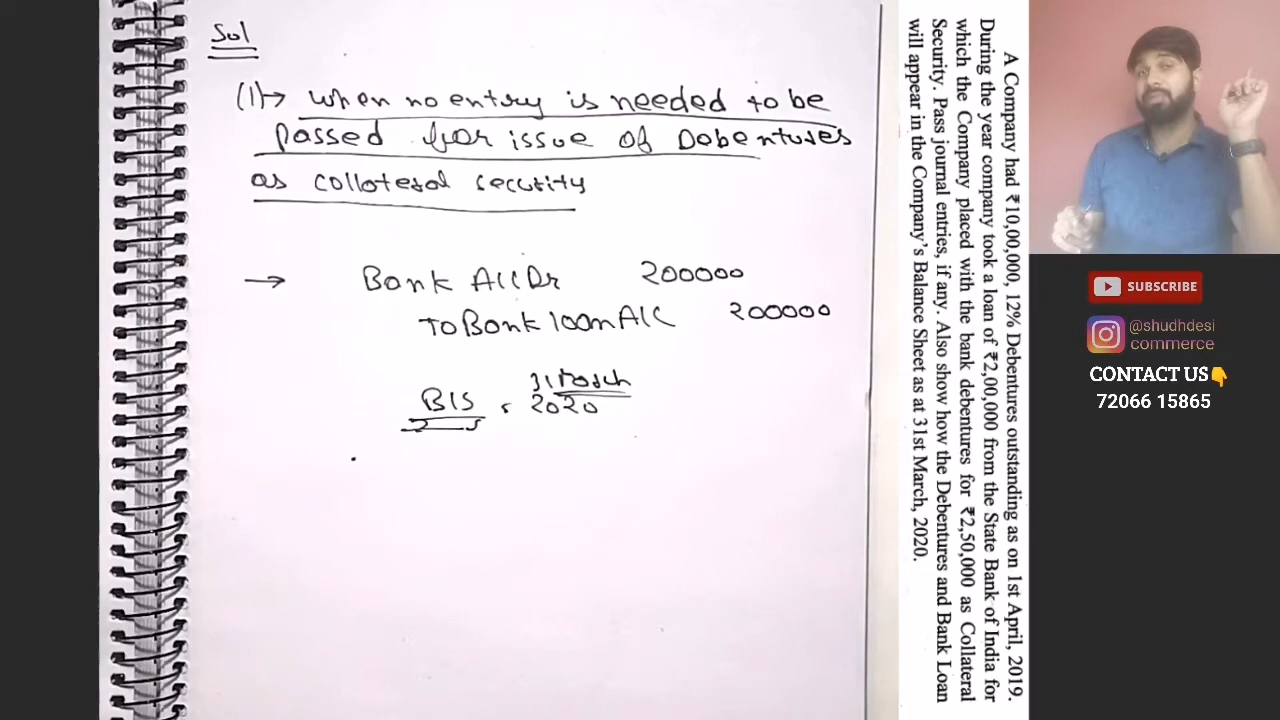 Sol
(1)→ when no entry is needed to be
passed for issue of Debentures
as collateral security
→ Bank A/C Dr 200000
To Bank loan A/C 200000
B/S, 31 March
2020
A Company had ₹10,00,000, 12% Debentures outstanding as on 1st April, 2019.
During the year company took a loan of ₹2,00,000 from the State Bank of India for
which the Company placed with the bank debentures for ₹2,50,000 as Collateral
Security. Pass journal entries, if any. Also show how the Debentures and Bank Loan
will appear in the Company's Balance Sheet as at 31st March, 2020.
SUBSCRIBE
@shudhdesi
commerce
CONTACT US👇
72066 15865